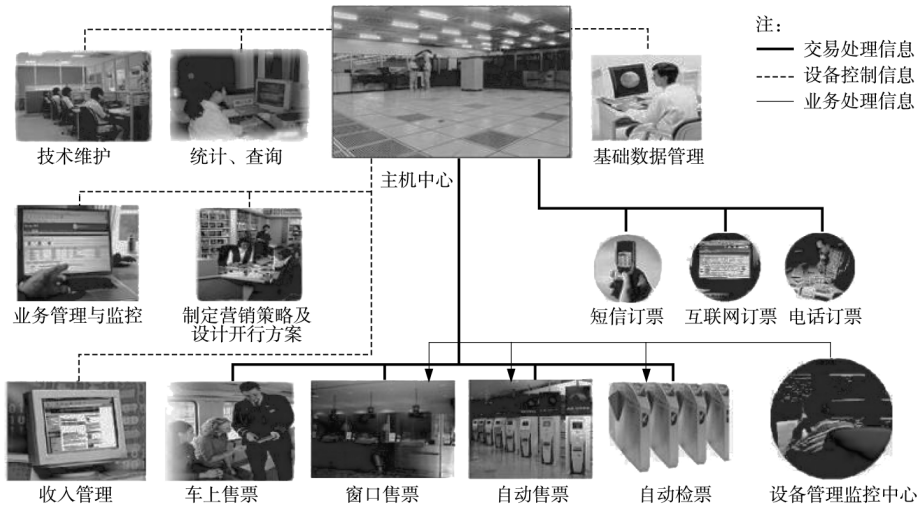 注：
交易处理信息
设备控制信息
业务处理信息
技术维护
统计、查询
主机中心
基础数据管理
业务管理与监控
制定营销策略及
设计开行方案
短信订票
互联网订票
电话订票
收入管理
车上售票
窗口售票
自动售票
自动检票
设备管理监控中心